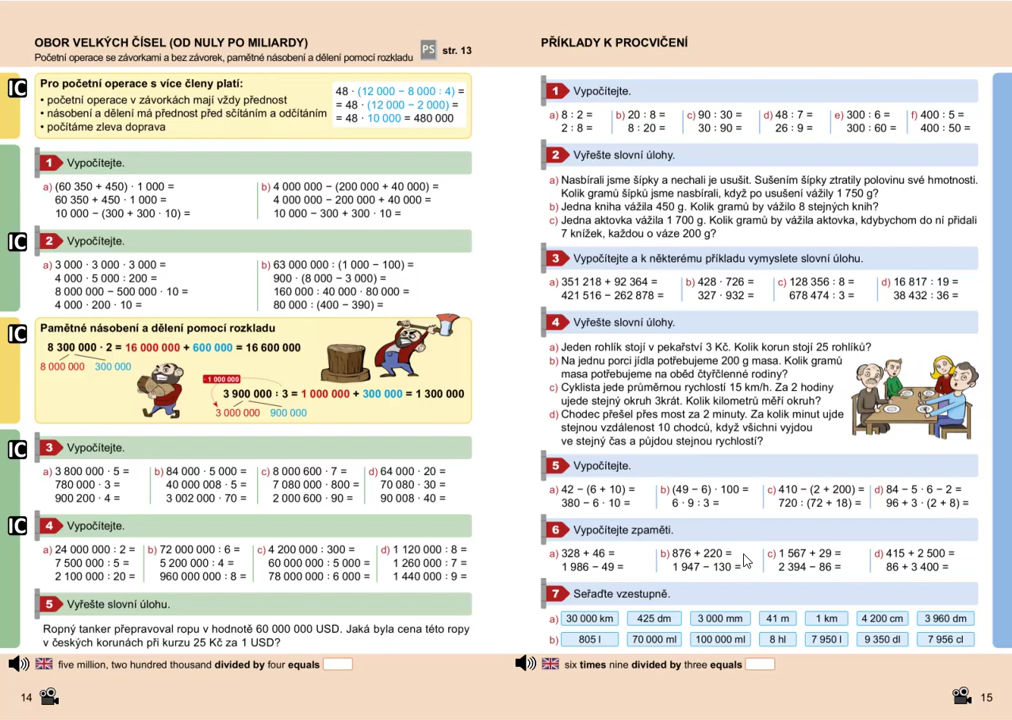 OBOR VELKÝCH ČÍSEL (OD NULY PO MILIARDY)
Početní operace se závorkami a bez závorek, pamětné násobení a dělení pomocí rozkladu
PS str. 13
IC
Pro početní operace s více členy platí:
• početní operace v závorkách mají vždy přednost
• násobení a dělení má přednost před sčítáním a odčítáním
• počítáme zleva doprava
48 · (12 000 − 8 000 : 4) =
= 48 · (12 000 − 2 000) =
= 48 · 10 000 = 480 000
1 Vypočítejte.
a) (60 350 + 450) · 1 000 =
60 350 + 450 · 1 000 =
10 000 − (300 + 300 · 10) =
b) 4 000 000 − (200 000 + 40 000) =
4 000 000 − 200 000 + 40 000 =
10 000 − 300 + 300 · 10 =
IC
2 Vypočítejte.
a) 3 000 · 3 000 · 3 000 =
4 000 · 5 000 : 200 =
8 000 000 − 500 000 · 10 =
4 000 · 200 · 10 =
b) 63 000 000 : (1 000 − 100) =
900 · (8 000 − 3 000) =
160 000 : 40 000 · 80 000 =
80 000 : (400 − 390) =
IC
Pamětné násobení a dělení pomocí rozkladu
8 300 000 · 2 = 16 000 000 + 600 000 = 16 600 000
8 000 000 300 000
· 1 000 000
3 900 000 : 3 = 1 000 000 + 300 000 = 1 300 000
3 000 000 900 000
IC
3 Vypočítejte.
a) 3 800 000 · 5 =
780 000 · 3 =
900 200 · 4 =
b) 84 000 · 5 000 =
40 000 008 · 5 =
3 002 000 · 70 =
c) 8 000 600 · 7 =
7 080 000 · 800 =
2 000 600 · 90 =
d) 64 000 · 20 =
70 080 · 30 =
90 008 · 40 =
IC
4 Vypočítejte.
a) 24 000 000 : 2 =
7 500 000 : 5 =
2 100 000 : 20 =
b) 72 000 000 : 6 =
5 200 000 : 4 =
960 000 000 : 8 =
c) 4 200 000 : 300 =
60 000 000 : 5 000 =
78 000 000 : 6 000 =
d) 1 120 000 : 8 =
1 260 000 : 7 =
1 440 000 : 9 =
5 Vyřešte slovní úlohu.
Ropný tanker přepravoval ropu v hodnotě 60 000 000 USD. Jaká byla cena této ropy
v českých korunách při kurzu 25 Kč za 1 USD?
five million, two hundred thousand divided by four equals
14
PŘÍKLADY K PROCVIČENÍ
1 Vypočítejte.
a) 8 : 2 =
2 : 8 =
b) 20 : 8 =
8 : 20 =
c) 90 : 30 =
30 : 90 =
d) 48 : 7 =
26 : 9 =
e) 300 : 6 =
300 : 60 =
f) 400 : 5 =
400 : 50 =
2 Vyřešte slovní úlohy.
a) Nasbírali jsme šípky a nechali je usušit. Sušením šípky ztratily polovinu své hmotnosti.
Kolik gramů šípků jsme nasbírali, když po usušení vážily 1 750 g?
b) Jedna kniha vážila 450 g. Kolik gramů by vážilo 8 stejných knih?
c) Jedna aktovka vážila 1 700 g. Kolik gramů by vážila aktovka, kdybychom do ní přidali
7 knížek, každou o váze 200 g?
3 Vypočítejte a k některému příkladu vymyslete slovní úlohu.
a) 351 218 + 92 364 =
421 516 − 262 878 =
b) 428 · 726 =
327 · 932 =
c) 128 356 : 8 =
678 474 : 3 =
d) 16 817 : 19 =
38 432 : 36 =
4 Vyřešte slovní úlohy.
a) Jeden rohlík stojí v pekařství 3 Kč. Kolik korun stojí 25 rohlíků?
b) Na jednu porci jídla potřebujeme 200 g masa. Kolik gramů
masa potřebujeme na oběd čtyřčlenné rodiny?
c) Cyklista jede průměrnou rychlostí 15 km/h. Za 2 hodiny
ujede stejný okruh 3krát. Kolik kilometrů měří okruh?
d) Chodec přešel přes most za 2 minuty. Za kolik minut ujde
stejnou vzdálenost 10 chodců, když všichni vyjdou
ve stejný čas a půjdou stejnou rychlostí?
5 Vypočítejte.
a) 42 − (6 + 10) =
380 − 6 · 10 =
b) (49 − 6) · 100 =
6 · 9 : 3 =
c) 410 − (2 + 200) =
720 : (72 + 18) =
d) 84 − 5 · 6 − 2 =
96 + 3 · (2 + 8) =
6 Vypočítejte zpaměti.
a) 328 + 46 =
1 986 − 49 =
b) 876 + 220 =
1 947 − 130 =
c) 1 567 + 29 =
2 394 − 86 =
d) 415 + 2 500 =
86 + 3 400 =
7 Seřaďte vzestupně.
a) 30 000 km 425 dm 3 000 mm 41 m 1 km 4 200 cm 3 960 dm
b) 805 l 70 000 ml 100 000 ml 8 hl 7 950 l 9 350 dl 7 956 cl
six times nine divided by three equals
15